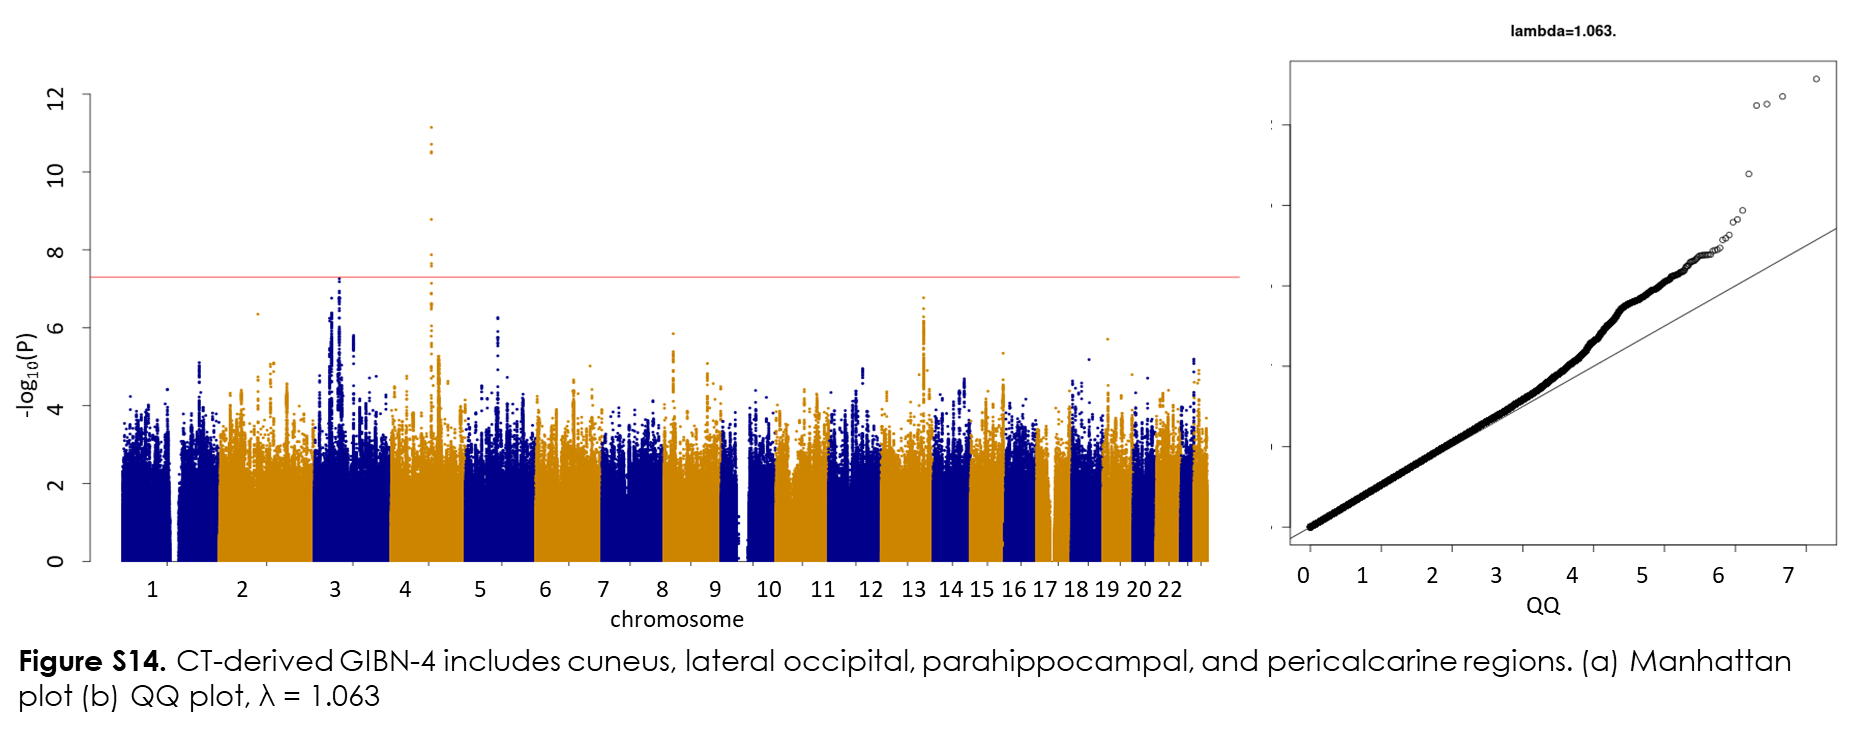 lambda=1.063.
12
10
8
6
4
2
0
-log10(P)
1 2 3 4 5 6 7 8 9 10 11 12 13 14 15 16 17 18 19 20 22
chromosome
0 1 2 3 4 5 6 7
QQ
Figure S14. CT-derived GIBN-4 includes cuneus, lateral occipital, parahippocampal, and pericalcarine regions. (a) Manhattan
plot (b) QQ plot, λ = 1.063